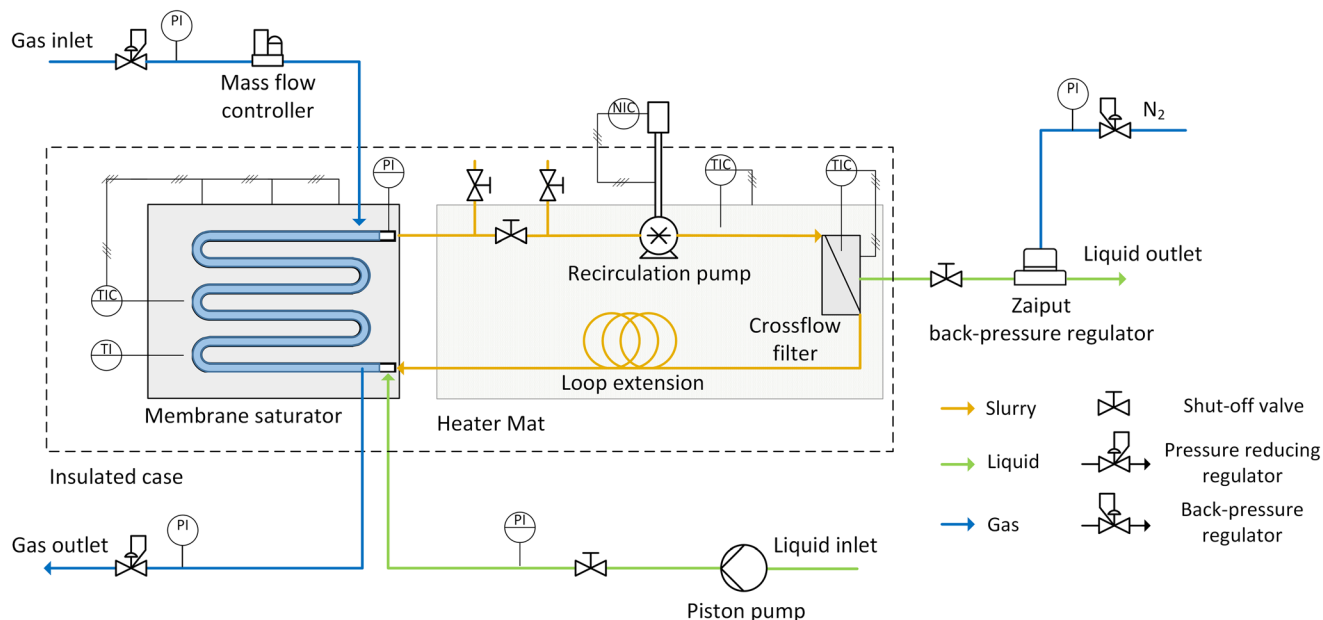 Gas inlet
PI
Mass flow
controller
NIC
PI
N2
PI
TIC
TIC
Recirculation pump
Liquid outlet
Zaiput
back-pressure regulator
TIC
TI
Crossflow
filter
Loop extension
Membrane saturator
Heater Mat
Insulated case
Slurry
Shut-off valve
Liquid
Pressure reducing
regulator
Gas
Back-pressure
regulator
Gas outlet
PI
PI
Liquid inlet
Piston pump